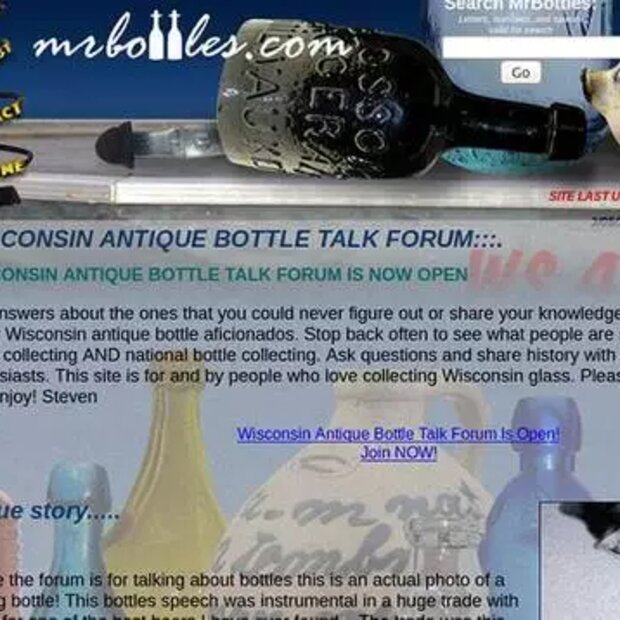 mrbottles.com
Search MrBottles:
Letters, numbers, and spaces
valid for search
Go
SITE LAST U
CONSIN ANTIQUE BOTTLE TALK FORUM:::.
ONSIN ANTIQUE BOTTLE TALK FORUM IS NOW OPEN
We a
nswers about the ones that you could never figure out or share your knowledge
Wisconsin antique bottle aficionados. Stop back often to see what people are
collecting AND national bottle collecting. Ask questions and share history with
siasts. This site is for and by people who love collecting Wisconsin glass. Pleas
njoy! Steven
Wisconsin Antique Bottle Talk Forum Is Open!
Join NOW!
ue story.....
e the forum is for talking about bottles this is an actual photo of a
g bottle! This bottles speech was instrumental in a huge trade with